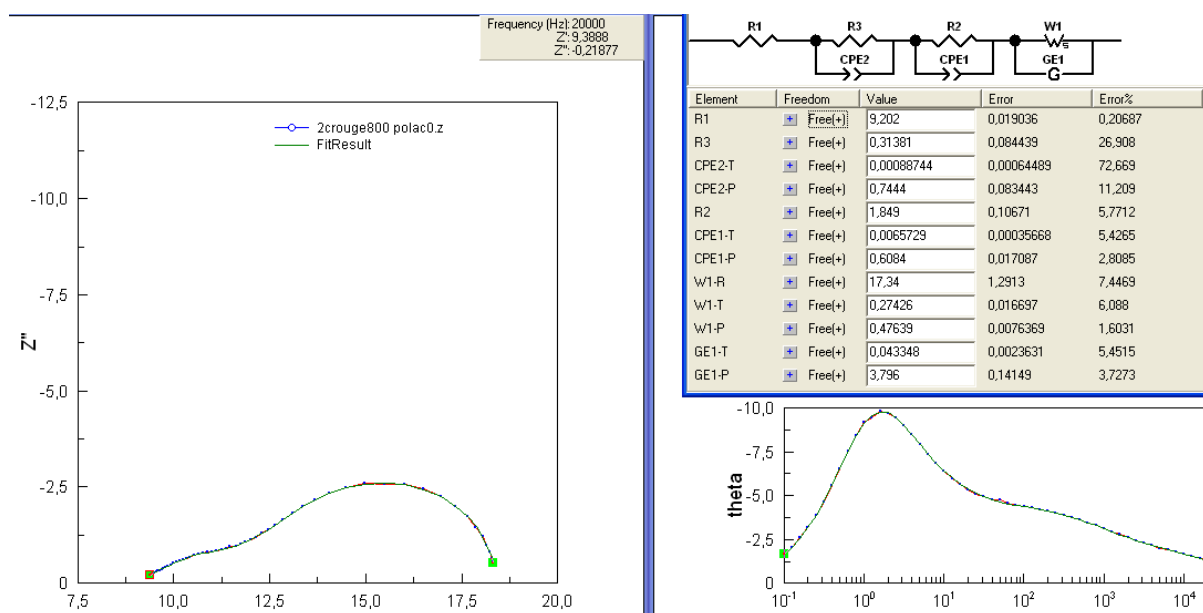 Frequency (Hz): 20000
Z': 9,3888
Z'': -0,21877
-12,5
-10,0
-7,5
-5,0
-2,5
0
Z''
2crouge800 polac0.z
FitResult
7,5 10,0 12,5 15,0 17,5 20,0
R1 R3 R2 W1
s
CPE2 CPE1 GE1
G
Element Freedom Value Error Error%
R1 + Free(+) 9,202 0,019036 0,20687
R3 + Free(+) 0,31381 0,084439 26,908
CPE2-T + Free(+) 0,00088744 0,00064489 72,669
CPE2-P + Free(+) 0,7444 0,083443 11,209
R2 + Free(+) 1,849 0,10671 5,7712
CPE1-T + Free(+) 0,0065729 0,00035668 5,4265
CPE1-P + Free(+) 0,6084 0,017087 2,8085
W1-R + Free(+) 17,34 1,2913 7,4469
W1-T + Free(+) 0,27426 0,016697 6,088
W1-P + Free(+) 0,47639 0,0076369 1,6031
GE1-T + Free(+) 0,043348 0,0023631 5,4515
GE1-P + Free(+) 3,796 0,14149 3,7273
-10,0
-7,5
-5,0
-2,5
0
theta
10-1 100 101 102 103 104